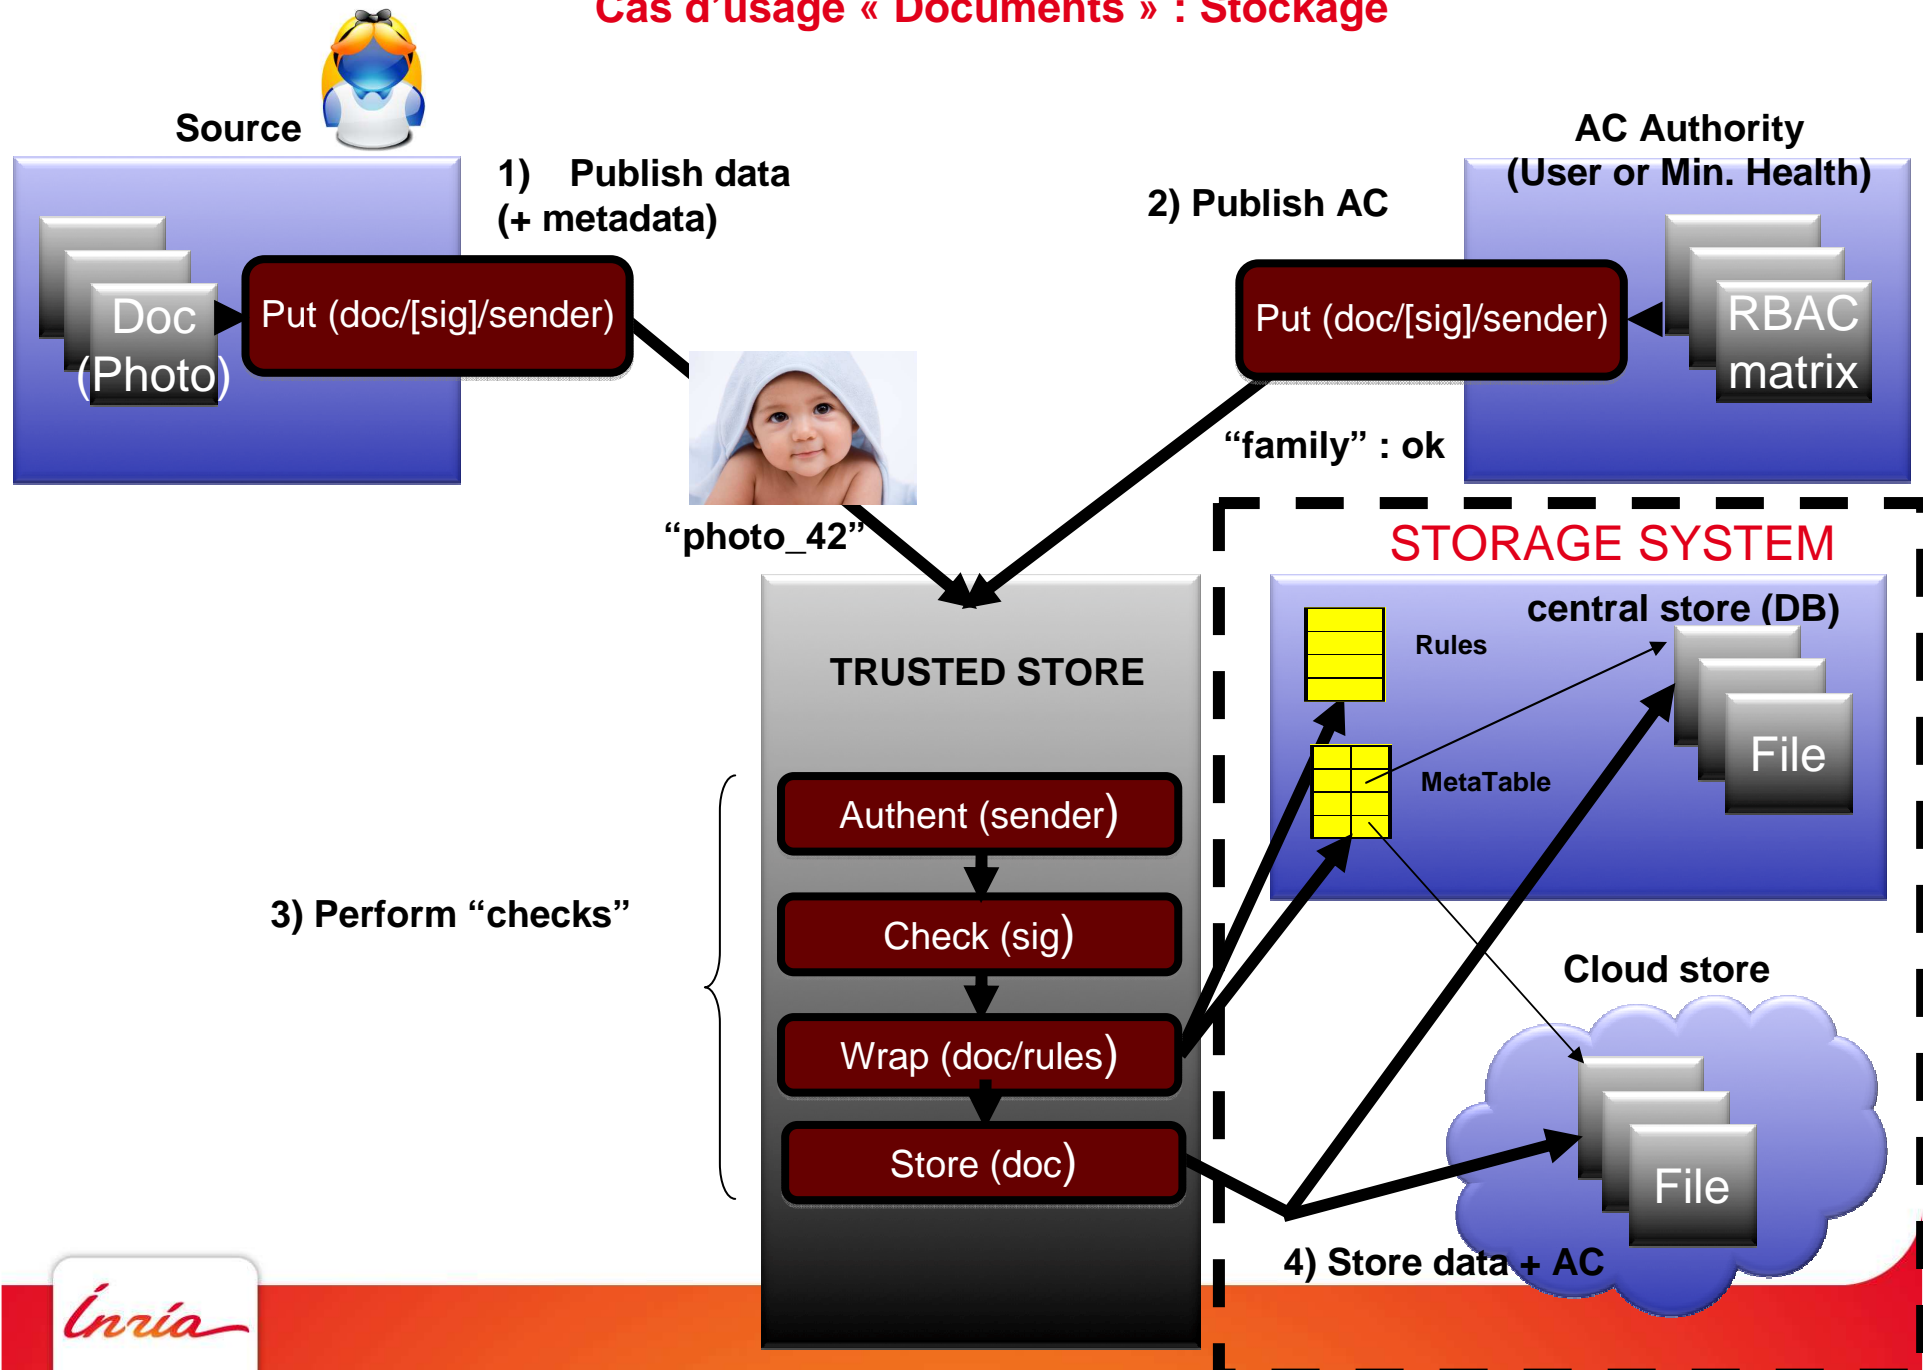 Cas d'usage « Documents » : Stockage
Source
1) Publish data
(+ metadata)
Doc
(Photo)
Put (doc/[sig]/sender)
"photo_42"
AC Authority
(User or Min. Health)
2) Publish AC
Put (doc/[sig]/sender)
RBAC
matrix
“family” : ok
TRUSTED STORE
3) Perform “checks”
Authent (sender)
Check (sig)
Wrap (doc/rules)
Store (doc)
STORAGE SYSTEM
central store (DB)
Rules
MetaTable
File
Cloud store
File
4) Store data + AC
Inria